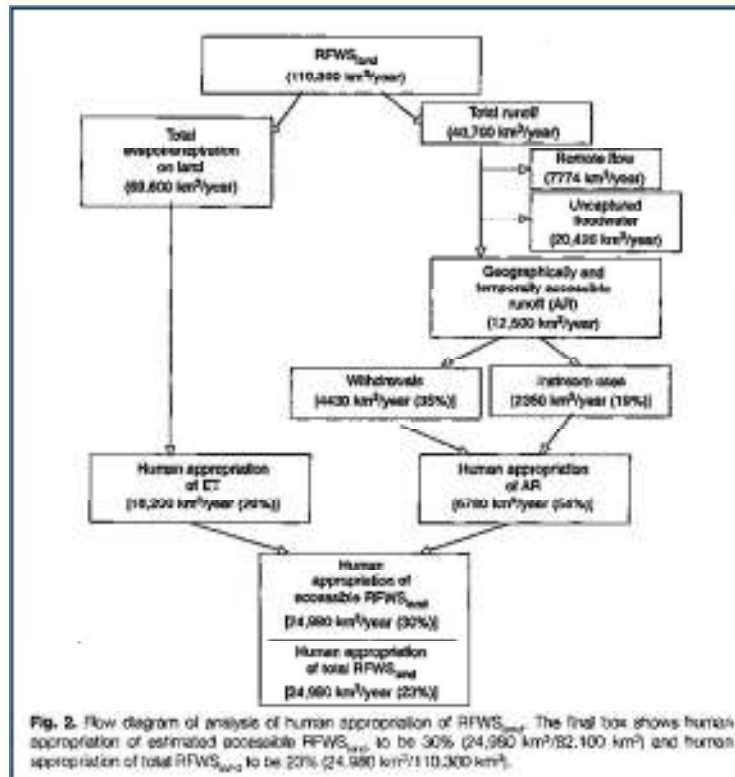 RFWSland
(110,300 km³/year)
Total
evapotranspiration
on land
(69,600 km³/year)
Total runoff
(40,700 km³/year)
Remote flow
(7774 km³/year)
Uncaptured
floodwater
(20,426 km³/year)
Geographically and
temporally accessible
runoff (AR)
(12,500 km³/year)
Withdrawals
[4430 km³/year (35%)]
Instream uses
[2350 km³/year (19%)]
Human appropriation
of ET
[18,200 km³/year (26%)]
Human appropriation
of AR
[6780 km³/year (54%)]
Human
appropriation of
accessible RFWSland
[24,980 km³/year (30%)]
Human appropriation
of total RFWSland
[24,980 km³/year (23%)]
Fig. 2. Flow diagram of analysis of human appropriation of RFWSland. The final box shows human
appropriation of estimated accessible RFWSland to be 30% (24,980 km³/82,100 km³) and human
appropriation of total RFWSland to be 23% (24,980 km³/110,300 km³).